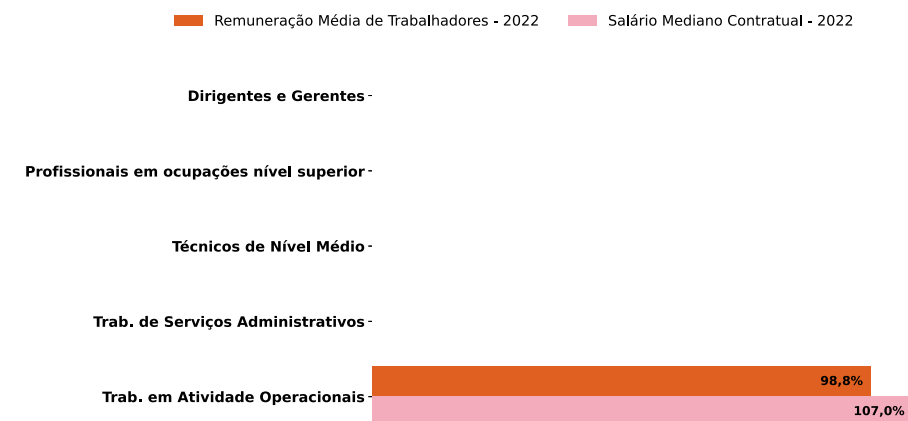 Remuneração Média de Trabalhadores - 2022 Salário Mediano Contratual - 2022
Dirigentes e Gerentes
Profissionais em ocupações nível superior
Técnicos de Nível Médio
Trab. de Serviços Administrativos
98,8%
Trab. em Atividade Operacionais
107,0%